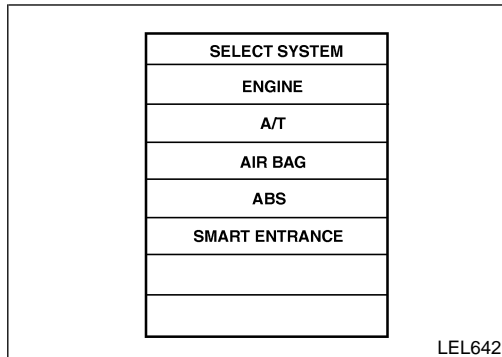 SELECT SYSTEM
ENGINE
A/T
AIR BAG
ABS
SMART ENTRANCE
LEL642